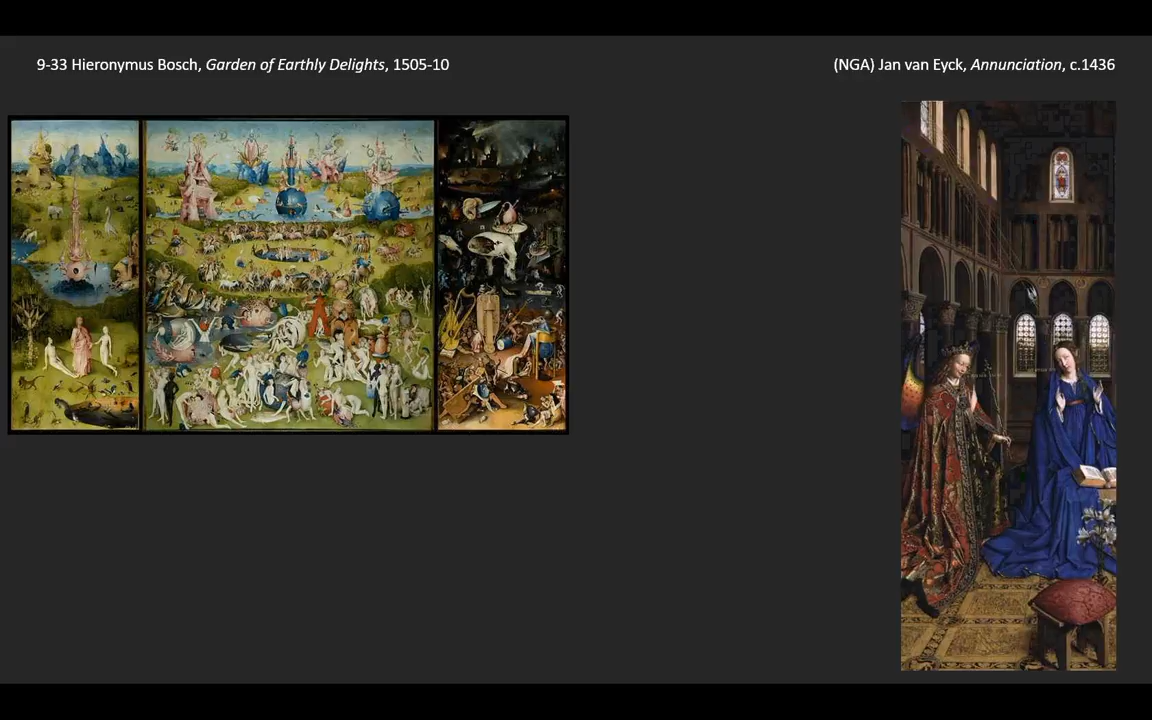 9-33 Hieronymus Bosch, Garden of Earthly Delights, 1505-10
(NGA) Jan van Eyck, Annunciation, c.1436